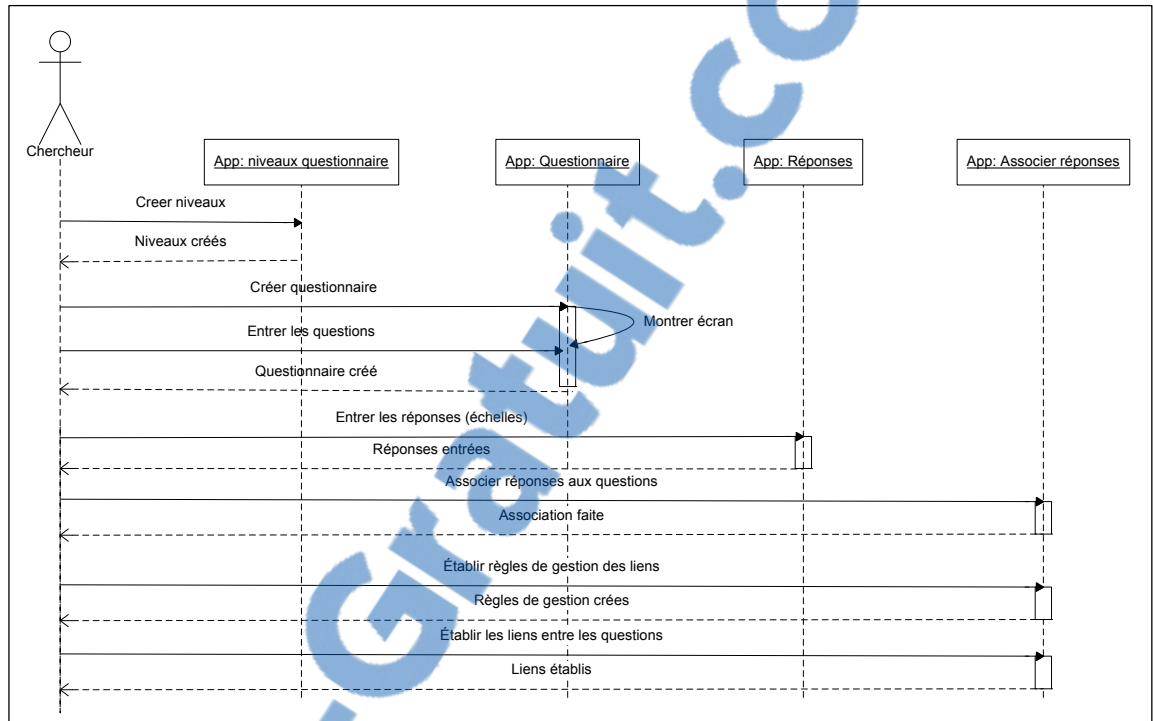 Chercheur
App: niveaux questionnaire
App: Questionnaire
App: Réponses
App: Associer réponses
Creer niveaux
Niveaux créés
Créer questionnaire
Montrer écran
Entrer les questions
Questionnaire créé
Entrer les réponses (échelles)
Réponses entrées
Associer réponses aux questions
Association faite
Établir règles de gestion des liens
Règles de gestion crées
Établir les liens entre les questions
Liens établis
-Gratuit.co